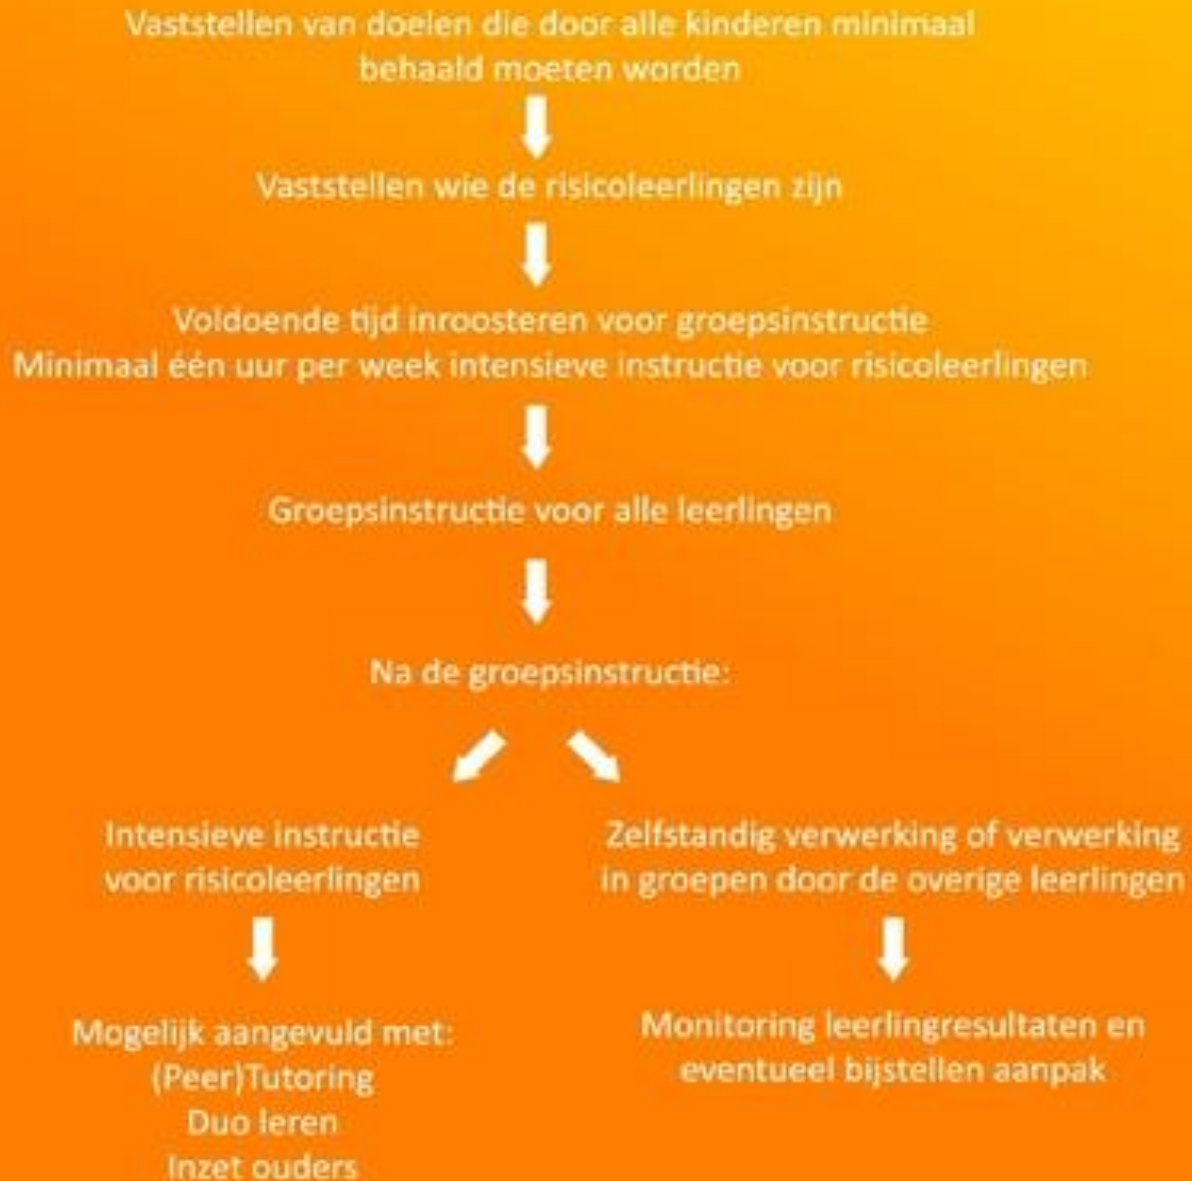 Vaststellen van doelen die door alle kinderen minimaal
behaald moeten worden
Vaststellen wie de risicoleerlingen zijn
Voldoende tijd inroosteren voor groepsinstructie
Minimaal één uur per week intensieve instructie voor risicoleerlingen
Groepsinstructie voor alle leerlingen
Na de groepsinstructie:
Intensieve instructie
voor risicoleerlingen
Zelfstandig verwerking of verwerking
in groepen door de overige leerlingen
Mogelijk aangevuld met:
(Peer)Tutoring
Duo leren
Inzet ouders
Monitoring leerlingresultaten en
eventueel bijstellen aanpak